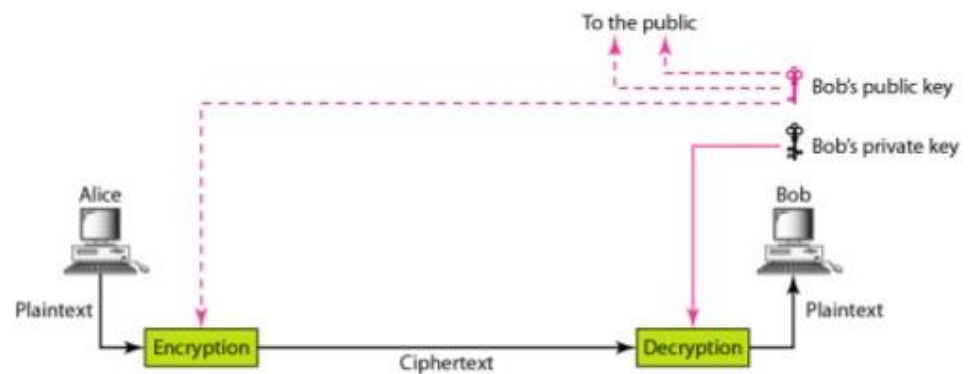 To the public
Bob's public key
Bob's private key
Alice
Bob
Plaintext
Plaintext
Encryption
Decryption
Ciphertext